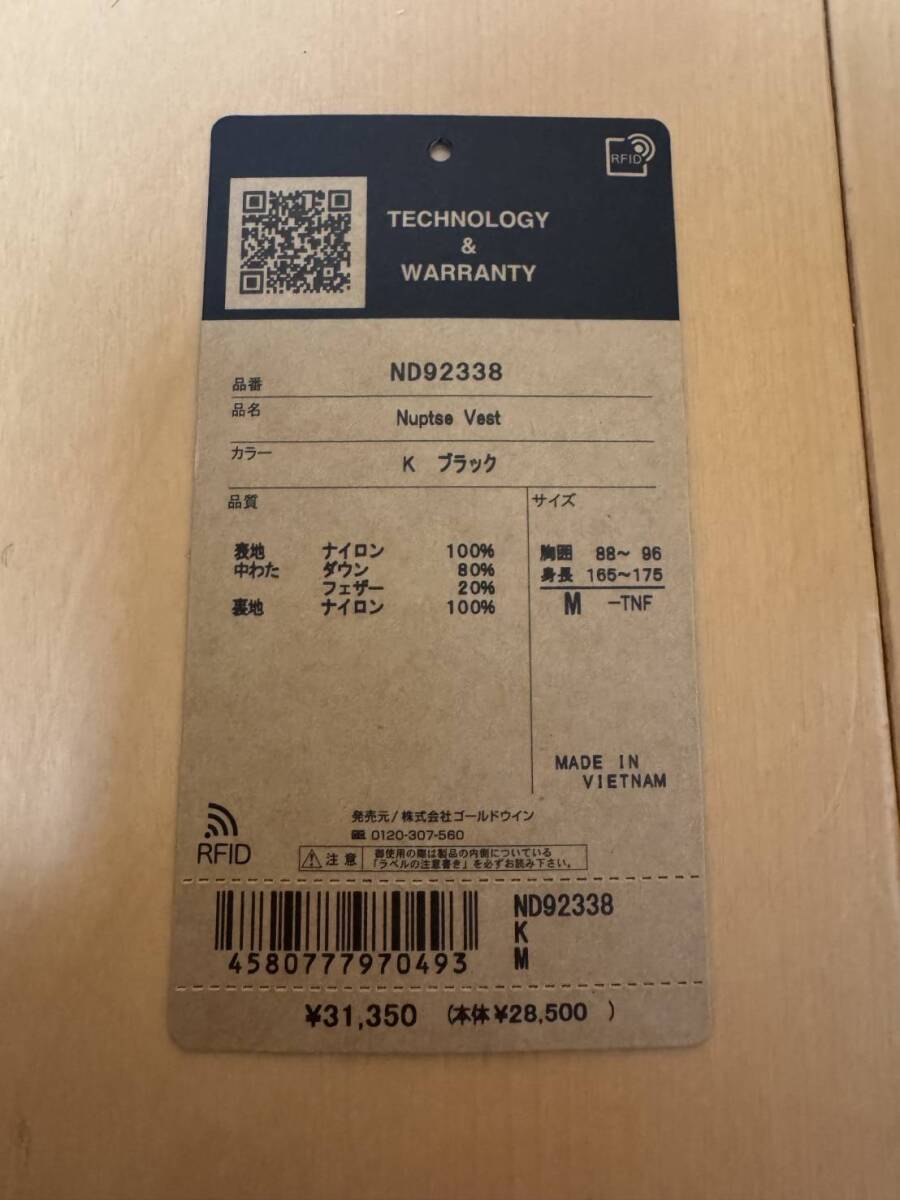 RFID
TECHNOLOGY
&
WARRANTY
品番 ND92338
品名 Nuptse Vest
カラー K ブラック
品質
表地 ナイロン 100%
中わた ダウン 80%
フェザー 20%
裏地 ナイロン 100%
サイズ
胸囲 88～ 96
身長 165～175
M -TNF
MADE IN
VIETNAM
RFID
発売元/株式会社ゴールドウイン
0120-307-560
注意 御使用の際は製品の内側についている
「ラベルの注意書き」を必ずお読み下さい。
4580777970493
ND92338
K
M
¥31,350 (本体¥28,500 )